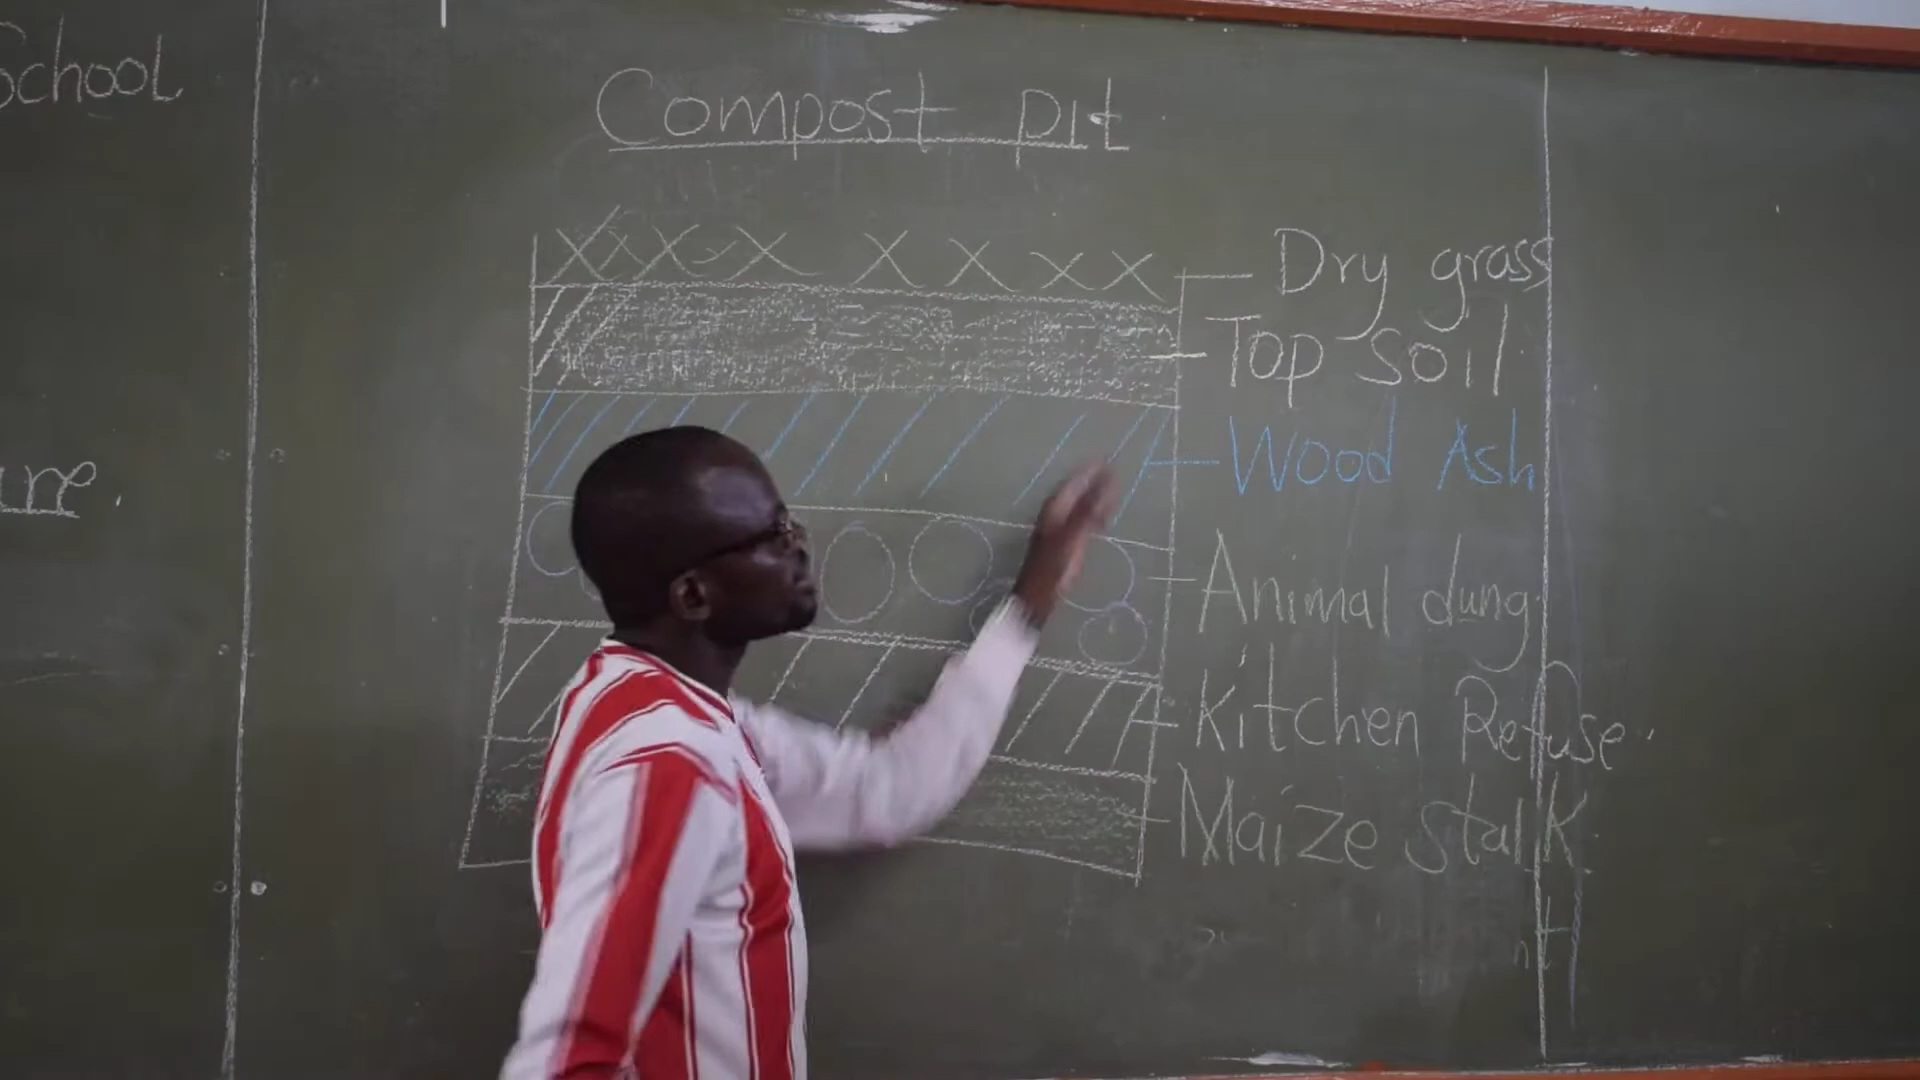 School
Compost pit
Dry grass
Top soil
Wood Ash
Animal dung
Kitchen Refuse.
Maize stalk